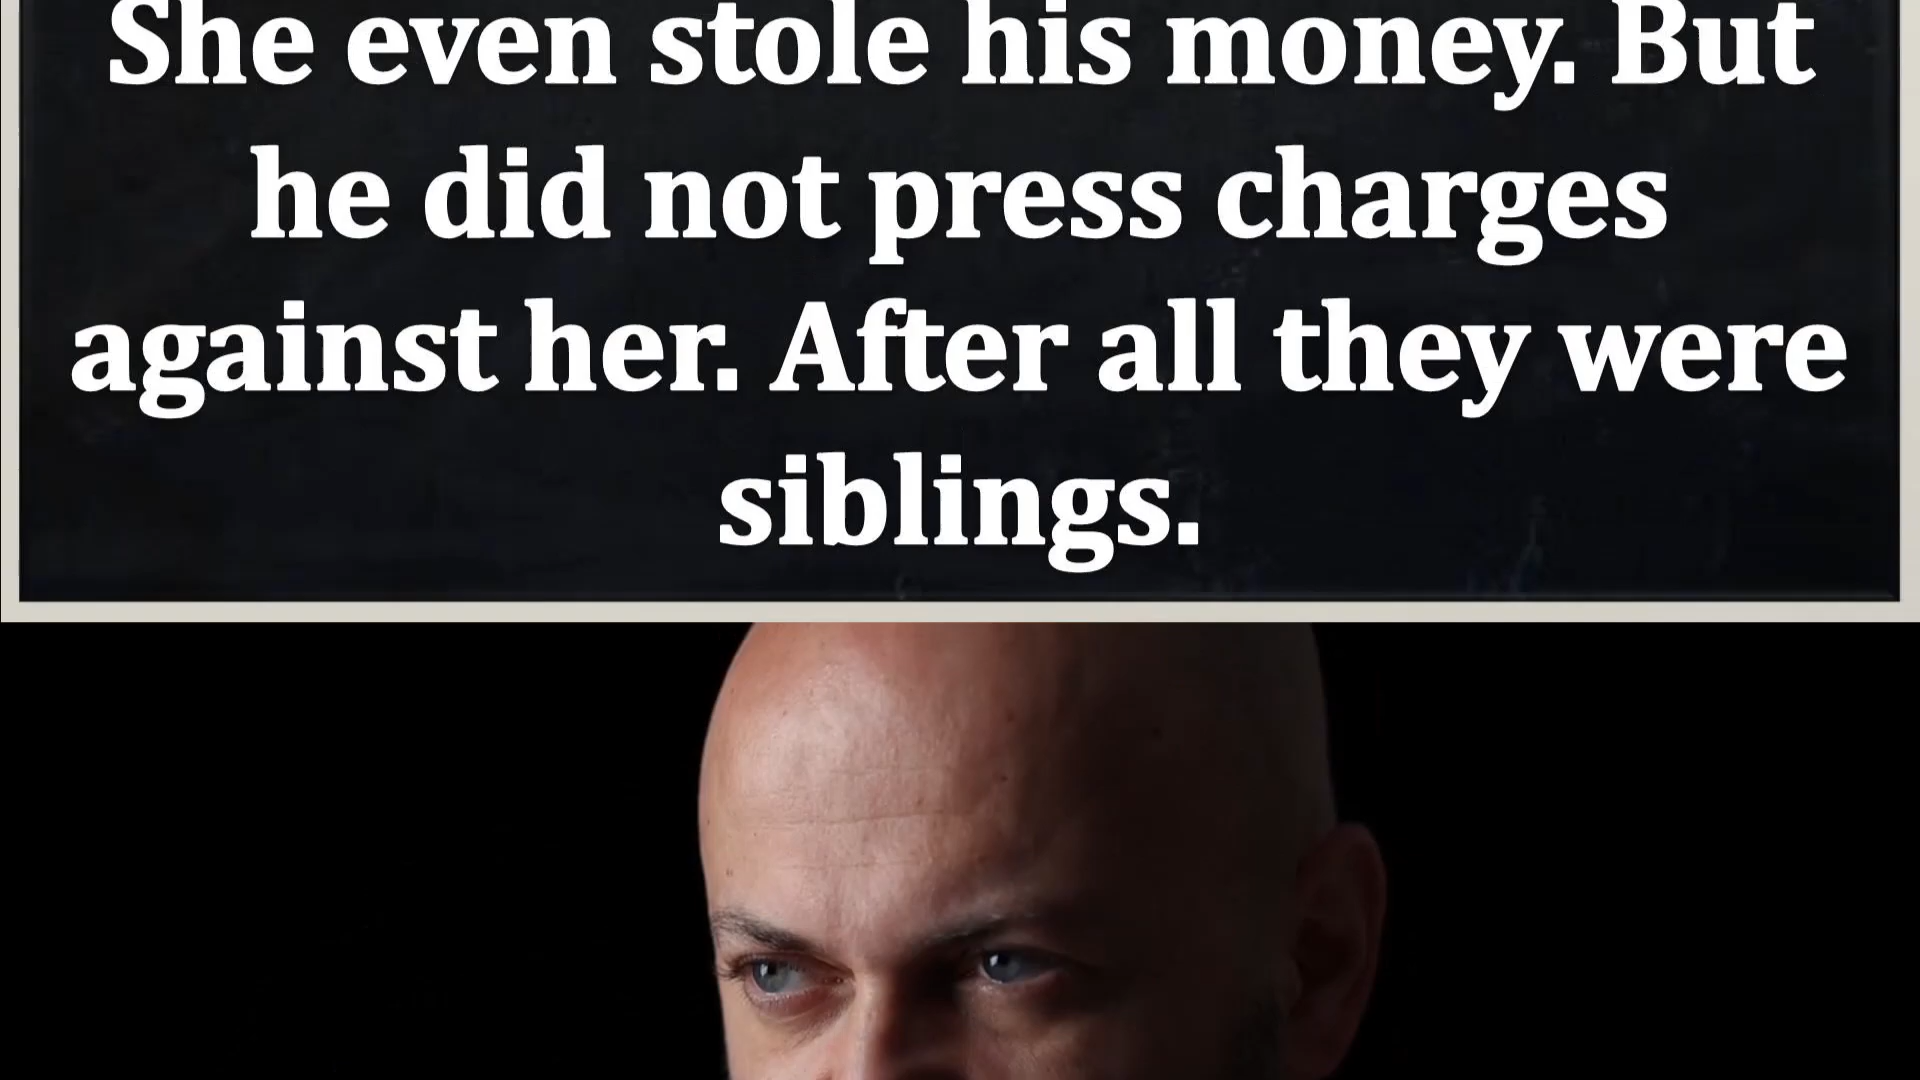 She even stole his money. But
he did not press charges
against her. After all they were
siblings.